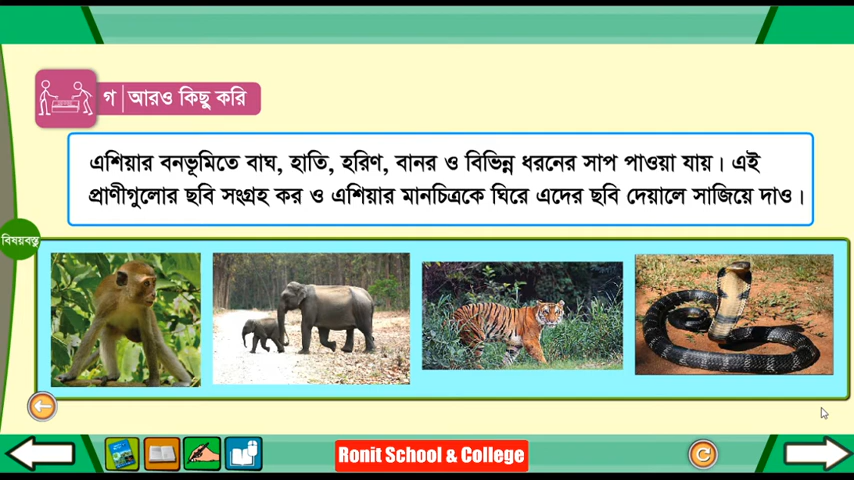 গ | আরও কিছু করি
এশিয়ার বনভূমিতে বাঘ, হাতি, হরিণ, বানর ও বিভিন্ন ধরনের সাপ পাওয়া যায়। এই
প্রাণীগুলোর ছবি সংগ্রহ কর ও এশিয়ার মানচিত্রকে ঘিরে এদের ছবি দেয়ালে সাজিয়ে দাও।
বিষয়বস্তু
Ronit School & College